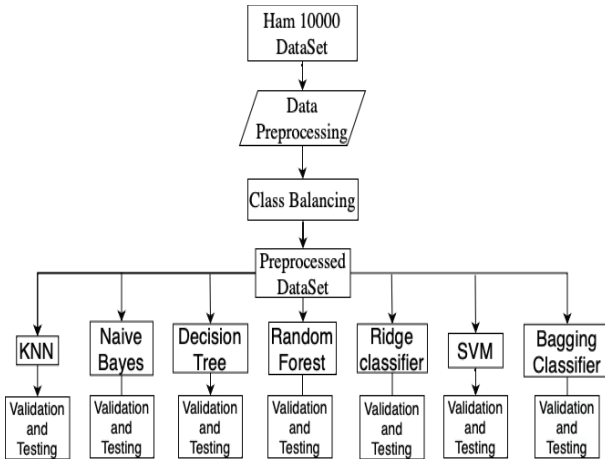 Ham 10000
DataSet
Data
Preprocessing
Class Balancing
Preprocessed
DataSet
KNN
Naive
Bayes
Decision
Tree
Random
Forest
Ridge
classifier
SVM
Bagging
Classifier
Validation
and
Testing
Validation
and
Testing
Validation
and
Testing
Validation
and
Testing
Validation
and
Testing
Validation
and
Testing
Validation
and
Testing